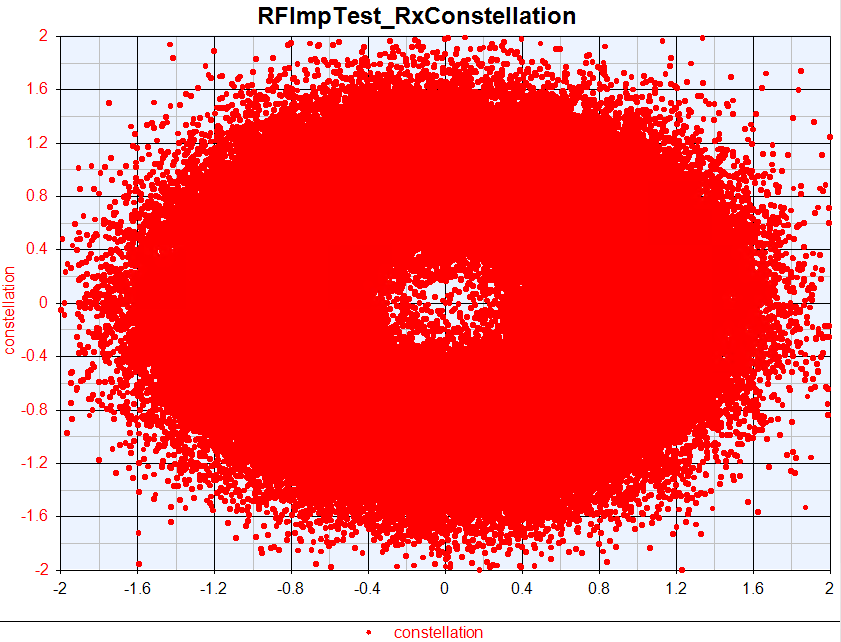 RFImpTest_RxConstellation
2
1.6
1.2
0.8
0.4
0
-0.4
-0.8
-1.2
-1.6
-2
constellation
-2 -1.6 -1.2 -0.8 -0.4 0 0.4 0.8 1.2 1.6 2
constellation